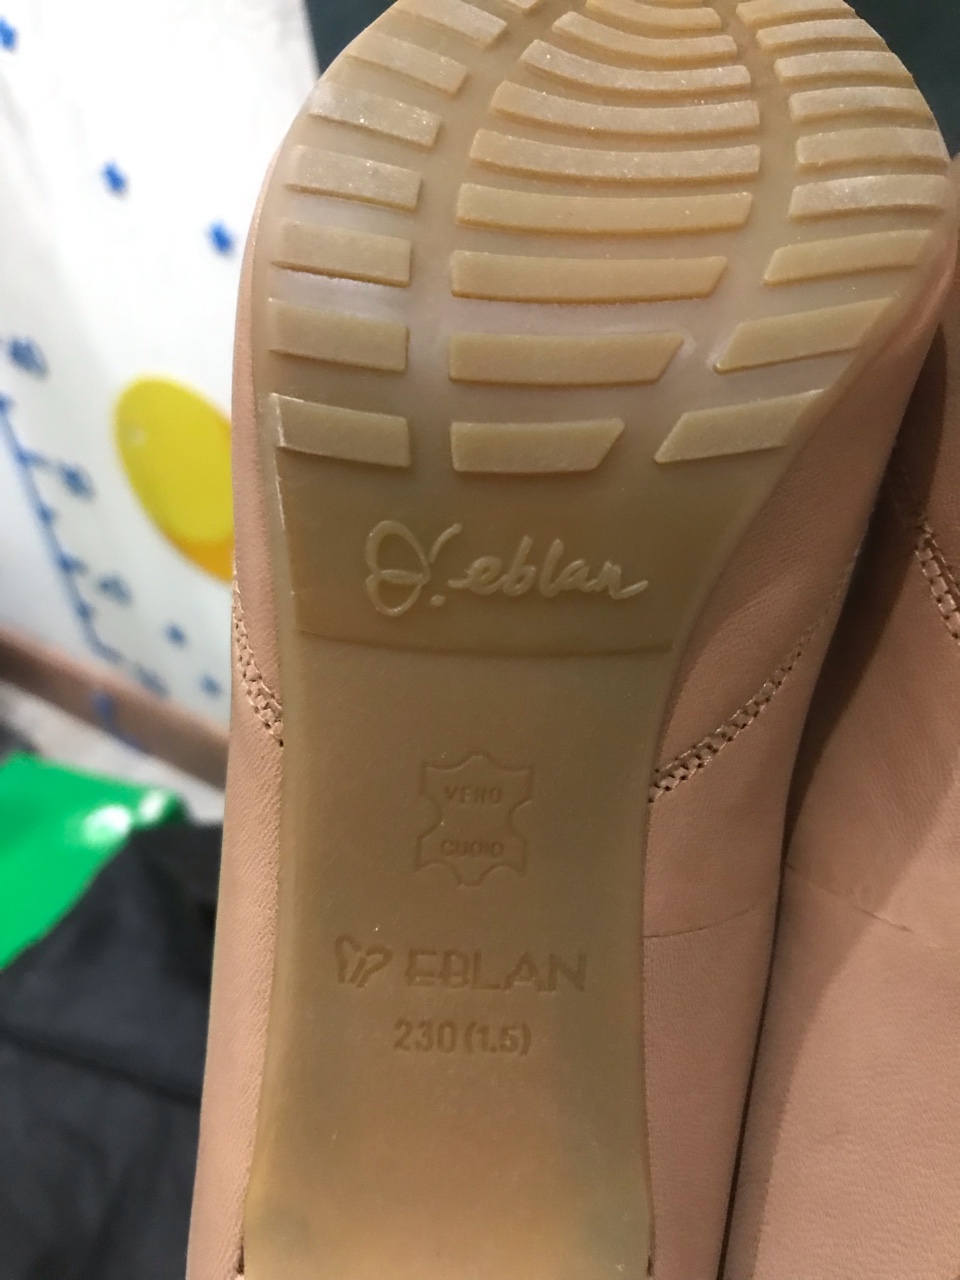 J. eblan
VERO
CUOIO
EBLAN
230 (1.5)